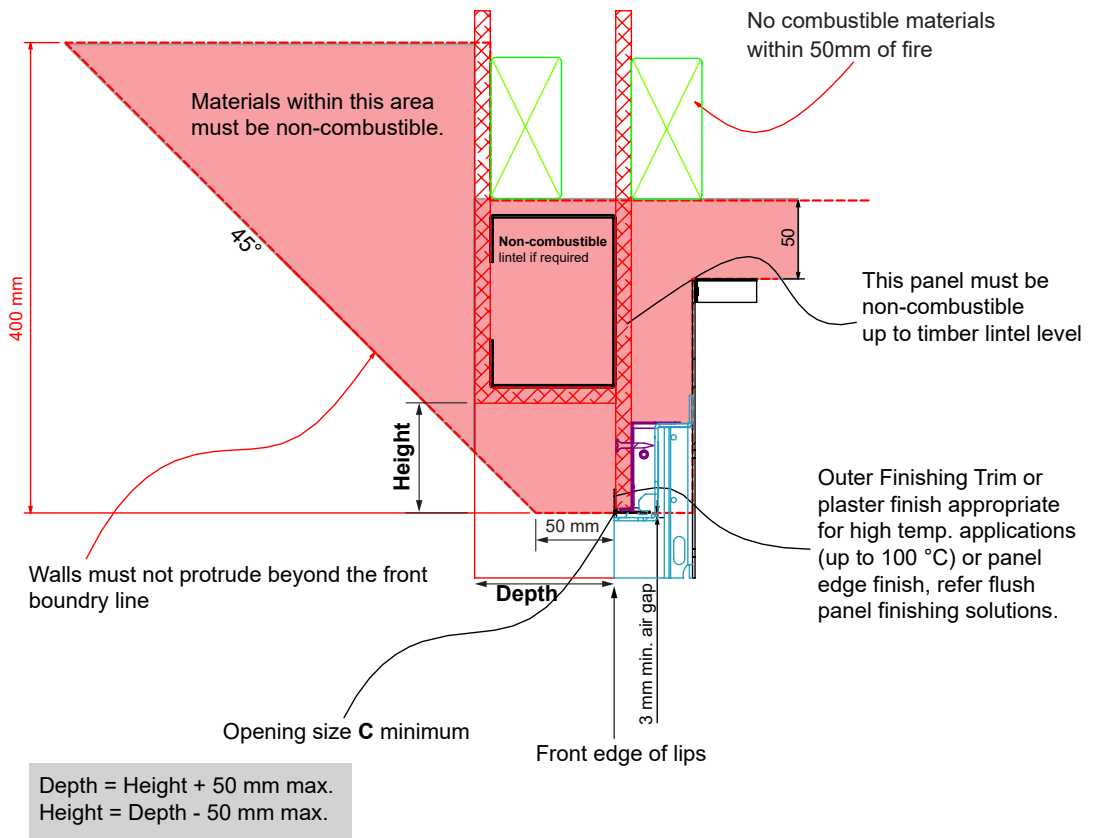 No combustible materials
within 50mm of fire
Materials within this area
must be non-combustible.
45°
400 mm
Non-combustible
lintel if required
50
This panel must be
non-combustible
up to timber lintel level
Height
50 mm
Depth
Outer Finishing Trim or
plaster finish appropriate
for high temp. applications
(up to 100 °C) or panel
edge finish, refer flush
panel finishing solutions.
Walls must not protrude beyond the front
boundry line
3 mm min. air gap
Opening size C minimum
Front edge of lips
Depth = Height + 50 mm max.
Height = Depth - 50 mm max.